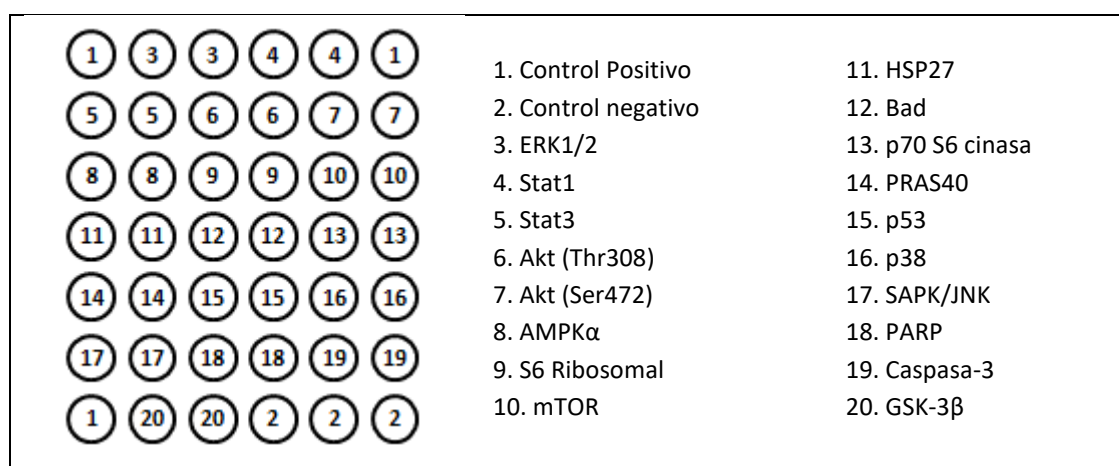 1 3 3 4 4 1
5 5 6 6 7 7
8 8 9 9 10 10
11 11 12 12 13 13
14 14 15 15 16 16
17 17 18 18 19 19
1 20 20 2 2 2
1. Control Positivo
2. Control negativo
3. ERK1/2
4. Stat1
5. Stat3
6. Akt (Thr308)
7. Akt (Ser472)
8. AMPKα
9. S6 Ribosomal
10. mTOR
11. HSP27
12. Bad
13. p70 S6 cinasa
14. PRAS40
15. p53
16. p38
17. SAPK/JNK
18. PARP
19. Caspasa-3
20. GSK-3β